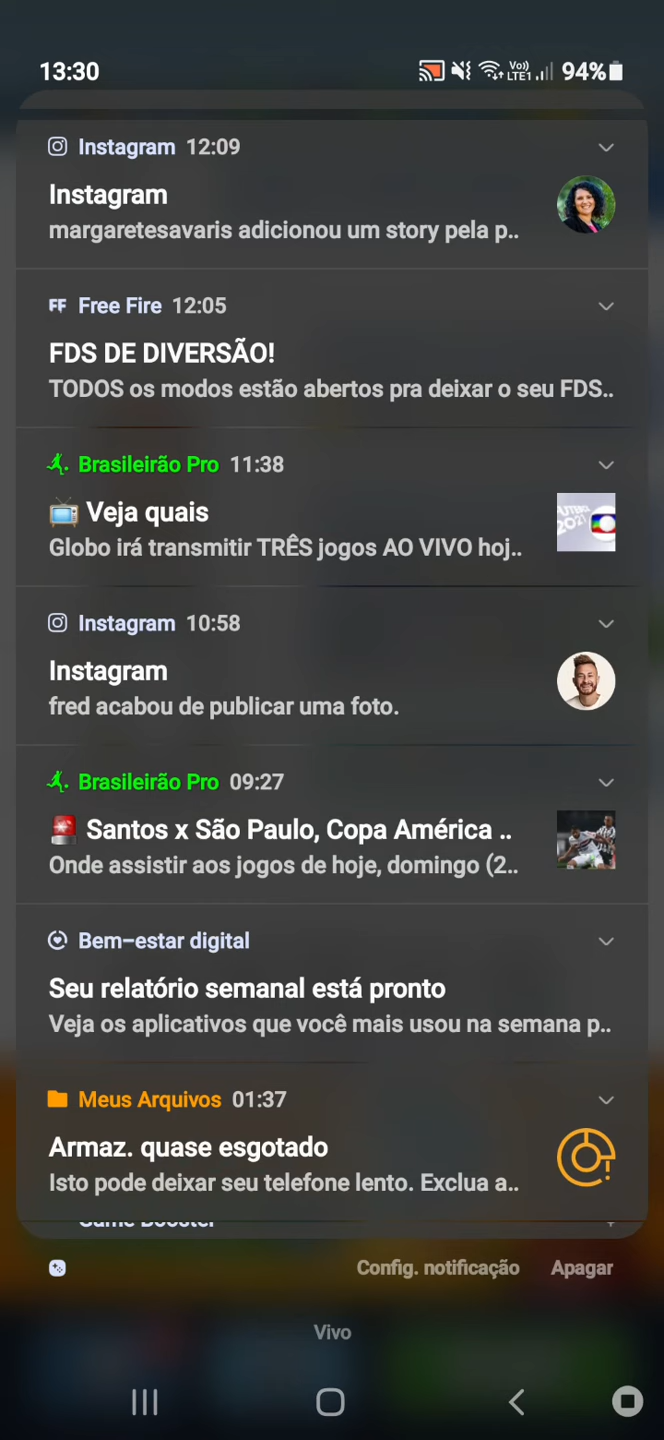 13:30
Vo))
LTE1
94%
Instagram 12:09
Instagram
margaretesavaris adicionou um story pela p..
FF Free Fire 12:05
FDS DE DIVERSÃO!
TODOS os modos estão abertos pra deixar o seu FDS..
Brasileirão Pro 11:38
📺 Veja quais
Globo irá transmitir TRÊS jogos AO VIVO hoj..
Instagram 10:58
Instagram
fred acabou de publicar uma foto.
Brasileirão Pro 09:27
🚨 Santos x São Paulo, Copa América ..
Onde assistir aos jogos de hoje, domingo (2..
Bem-estar digital
Seu relatório semanal está pronto
Veja os aplicativos que você mais usou na semana p..
Meus Arquivos 01:37
Armaz. quase esgotado
Isto pode deixar seu telefone lento. Exclua a..
Game Booster
Config. notificação Apagar
Vivo